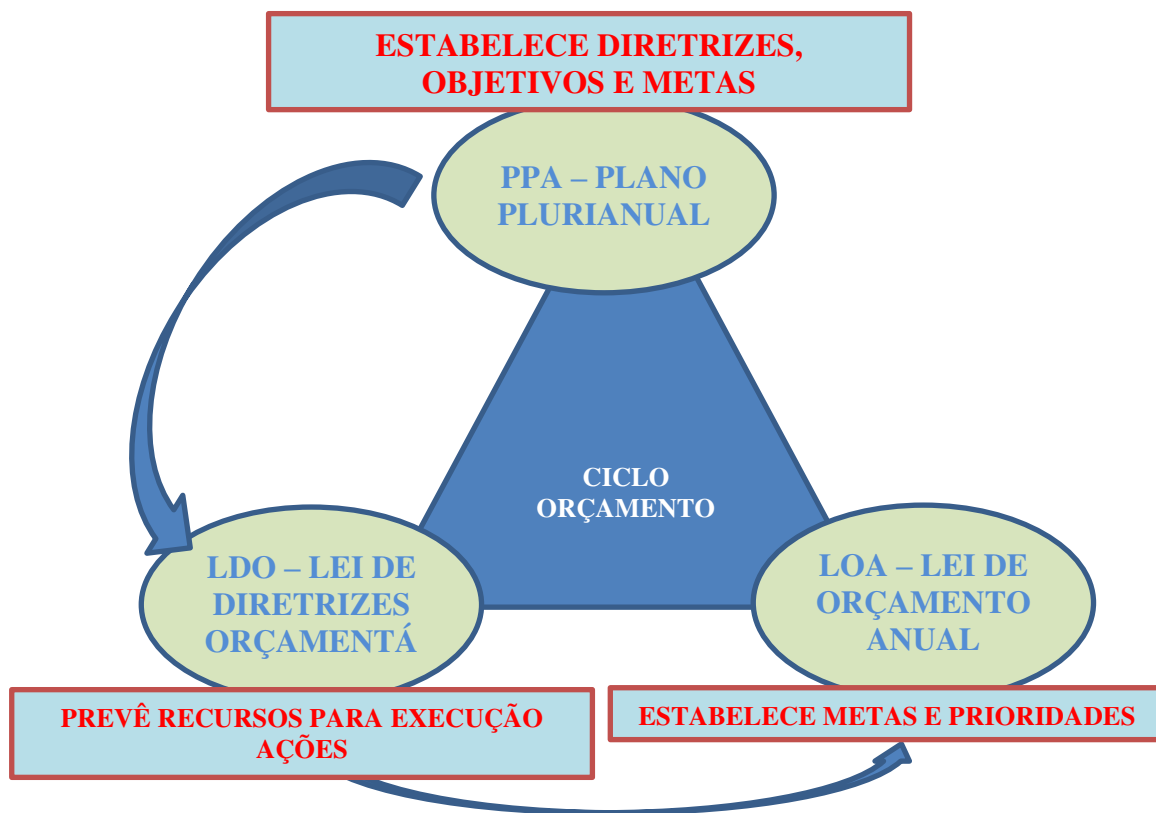 ESTABELECE DIRETRIZES,
OBJETIVOS E METAS
PPA – PLANO
PLURIANUAL
CICLO
ORÇAMENTO
LDO – LEI DE
DIRETRIZES
ORÇAMENTÁ
LOA – LEI DE
ORÇAMENTO
ANUAL
PREVÊ RECURSOS PARA EXECUÇÃO
AÇÕES
ESTABELECE METAS E PRIORIDADES